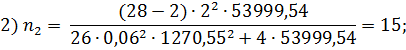 2) n₂ = (28 − 2) · 2² · 53999,54 / (26 · 0,06² · 1270,55² + 4 · 53999,54) = 15;